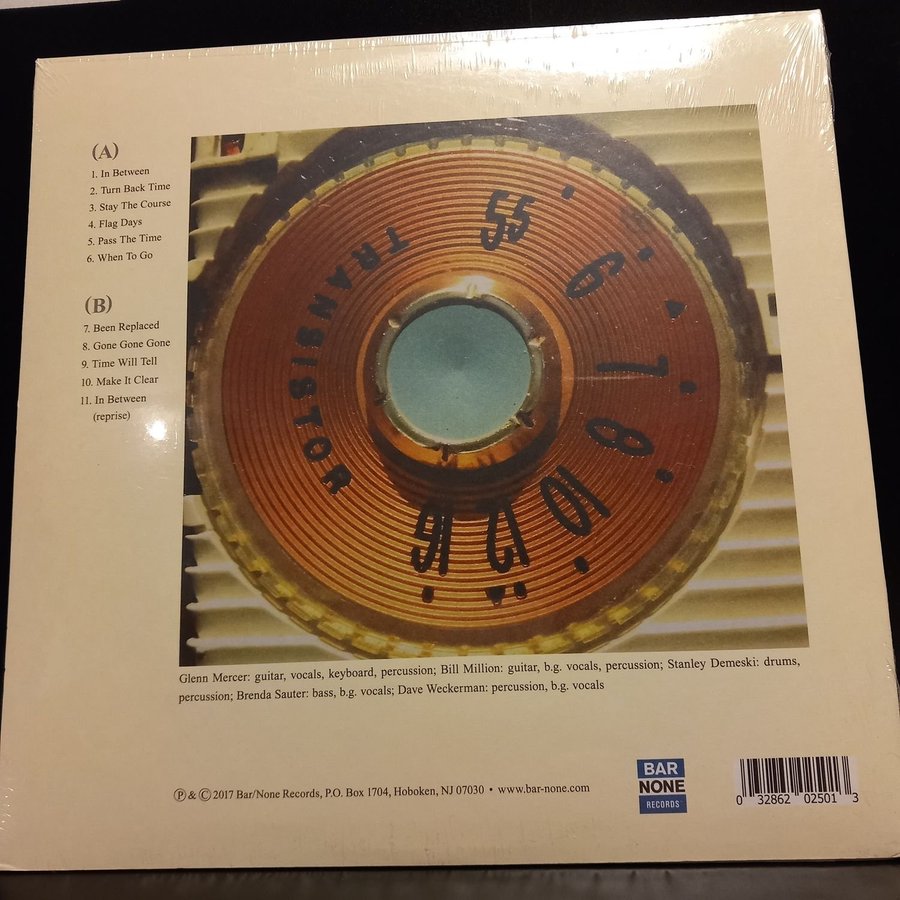 (A)
1. In Between
2. Turn Back Time
3. Stay The Course
4. Flag Days
5. Pass The Time
6. When To Go
(B)
7. Been Replaced
8. Gone Gone Gone
9. Time Will Tell
10. Make It Clear
11. In Between
(reprise)
TRANSISTOR
55
6
7
8
10
12
16
Glenn Mercer: guitar, vocals, keyboard, percussion; Bill Million: guitar, b.g. vocals, percussion; Stanley Demeski: drums,
percussion; Brenda Sauter: bass, b.g. vocals; Dave Weckerman: percussion, b.g. vocals
Ⓟ & Ⓒ 2017 Bar/None Records, P.O. Box 1704, Hoboken, NJ 07030 • www.bar-none.com
BAR
NONE
RECORDS
0 32862 02501 3